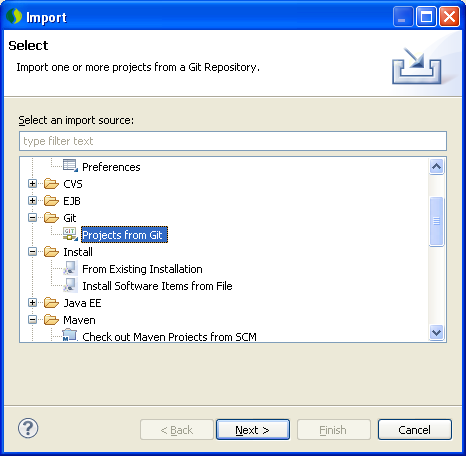 Import
Select
Import one or more projects from a Git Repository.
Select an import source:
type filter text
Preferences
CVS
EJB
Git
Projects from Git
Install
From Existing Installation
Install Software Items from File
Java EE
Maven
Check out Maven Projects from SCM
?
< Back
Next >
Finish
Cancel